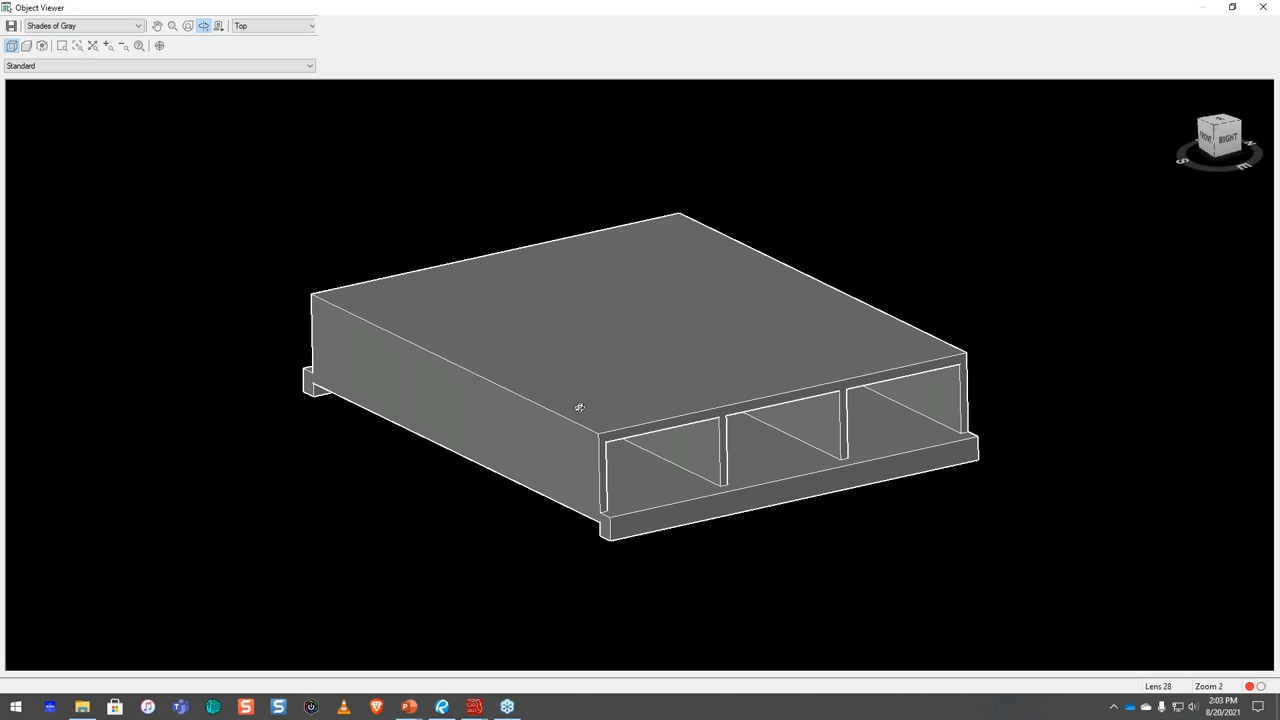 Object Viewer
Shades of Gray
Top
Standard
FRONT RIGHT
S E
Lens 28 Zoom 2
2:03 PM
8/20/2021